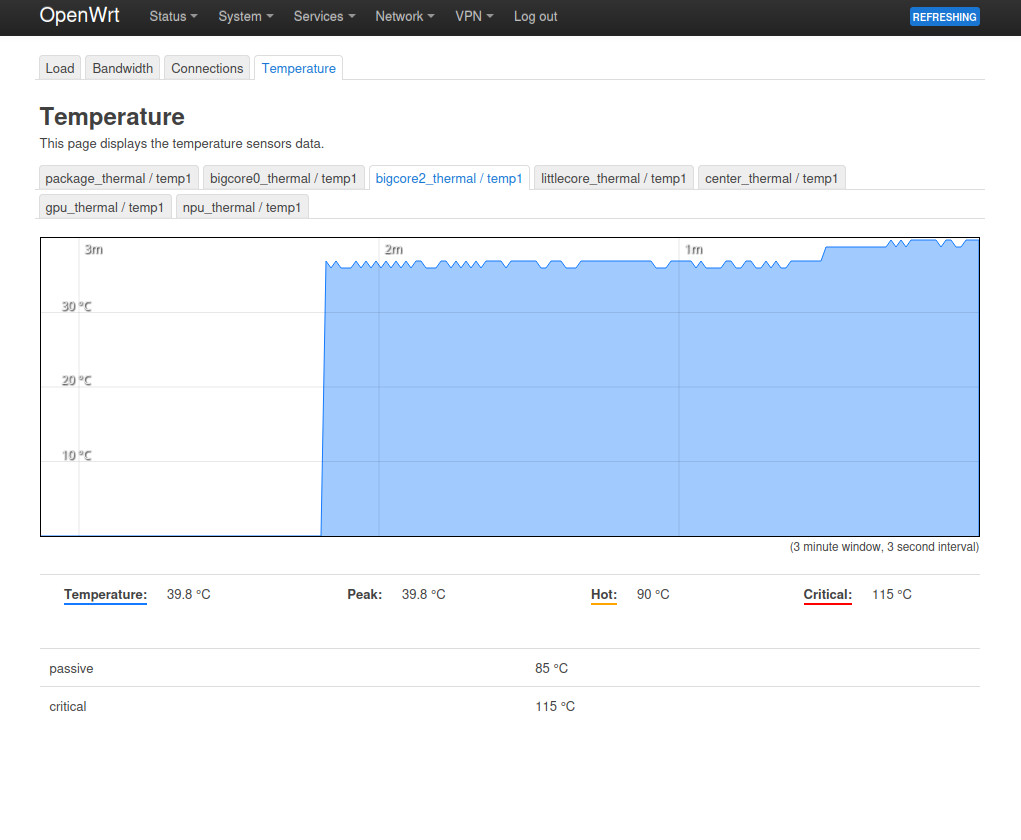 OpenWrt Status System Services Network VPN Log out REFRESHING
Load Bandwidth Connections Temperature
Temperature
This page displays the temperature sensors data.
package_thermal / temp1 bigcore0_thermal / temp1 bigcore2_thermal / temp1 littlecore_thermal / temp1 center_thermal / temp1
gpu_thermal / temp1 npu_thermal / temp1
3m 2m 1m
30 °C
20 °C
10 °C
(3 minute window, 3 second interval)
Temperature: 39.8 °C Peak: 39.8 °C Hot: 90 °C Critical: 115 °C
passive 85 °C
critical 115 °C